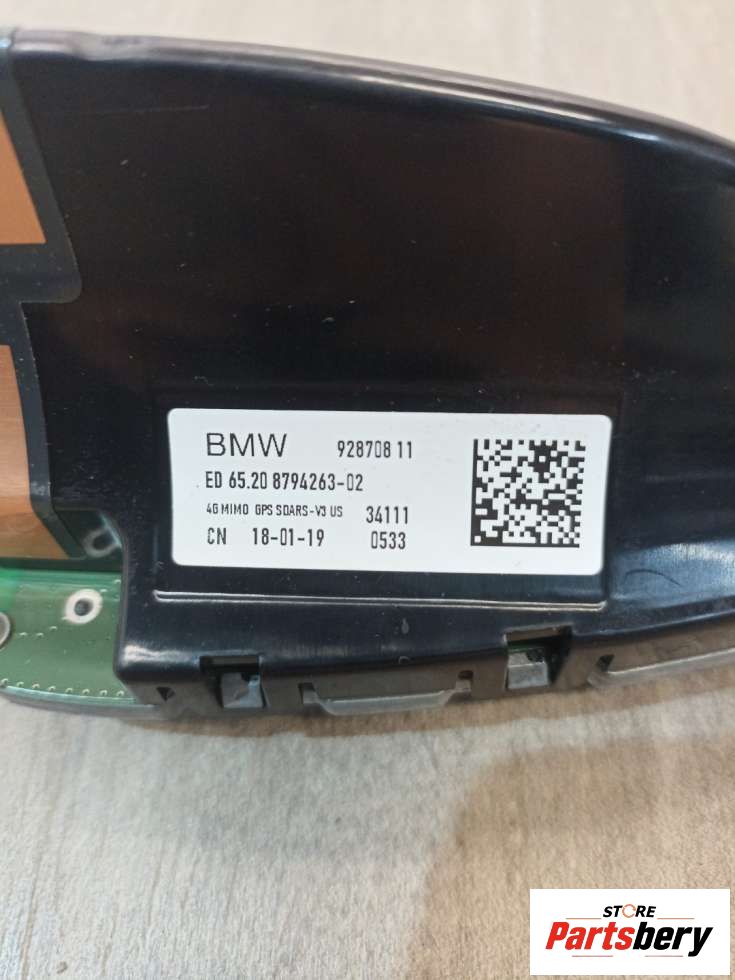 BMW 928708 11
ED 65.20 8794263-02
4G MIMO GPS SDARS-V3 US 34111
CN 18-01-19 0533
STORE
Partsbery